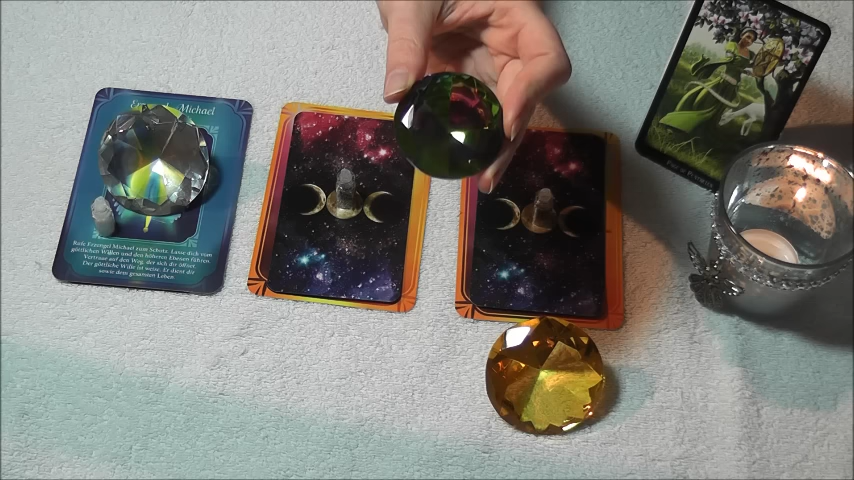 Erzengel Michael
Rufe Erzengel Michael zum Schutz. Lasse dich vom
göttlichen Willen und den höheren Ebenen führen.
Vertraue auf den Weg, der sich dir öffnet.
Der göttliche Wille ist weise. Er dient dir
sowie dem gesamten Leben